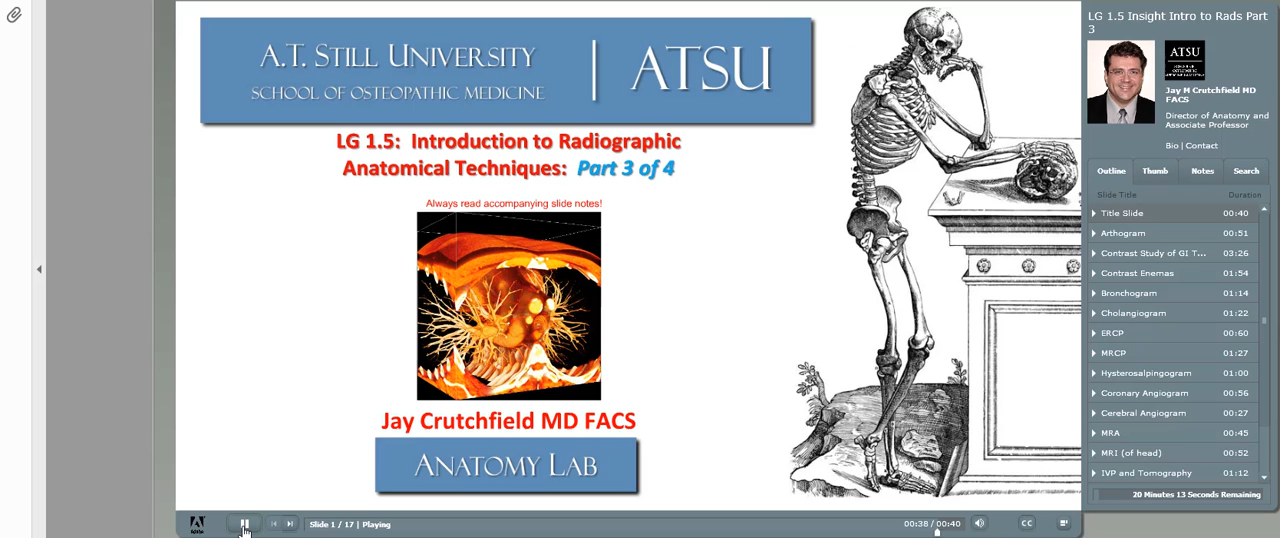 A.T. STILL UNIVERSITY
SCHOOL OF OSTEOPATHIC MEDICINE
ATSU
LG 1.5: Introduction to Radiographic
Anatomical Techniques: Part 3 of 4
Always read accompanying slide notes!
Jay Crutchfield MD FACS
ANATOMY LAB
Slide 1 / 17 | Playing
00:38 / 00:40
CC
LG 1.5 Insight Intro to Rads Part
3
ATSU
Jay M Crutchfield MD
FACS
Director of Anatomy and
Associate Professor
Bio | Contact
Outline Thumb Notes Search
Slide Title Duration
Title Slide 00:40
Arthogram 00:51
Contrast Study of GI T... 03:26
Contrast Enemas 01:54
Bronchogram 01:14
Cholangiogram 01:22
ERCP 00:60
MRCP 01:27
Hysterosalpingogram 01:00
Coronary Angiogram 00:56
Cerebral Angiogram 00:27
MRA 00:45
MRI (of head) 00:52
IVP and Tomography 01:12
20 Minutes 13 Seconds Remaining